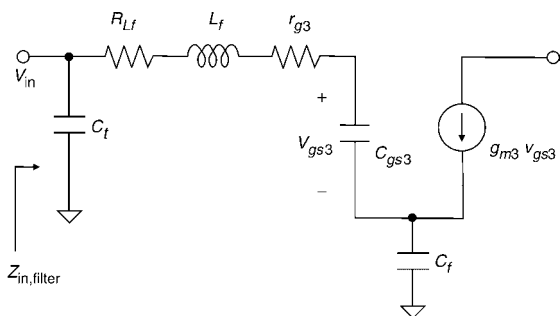 R_Lf
L_f
r_g3
V_in
+
C_t
V_gs3
C_gs3
g_m3 v_gs3
−
Z_in,filter
C_f